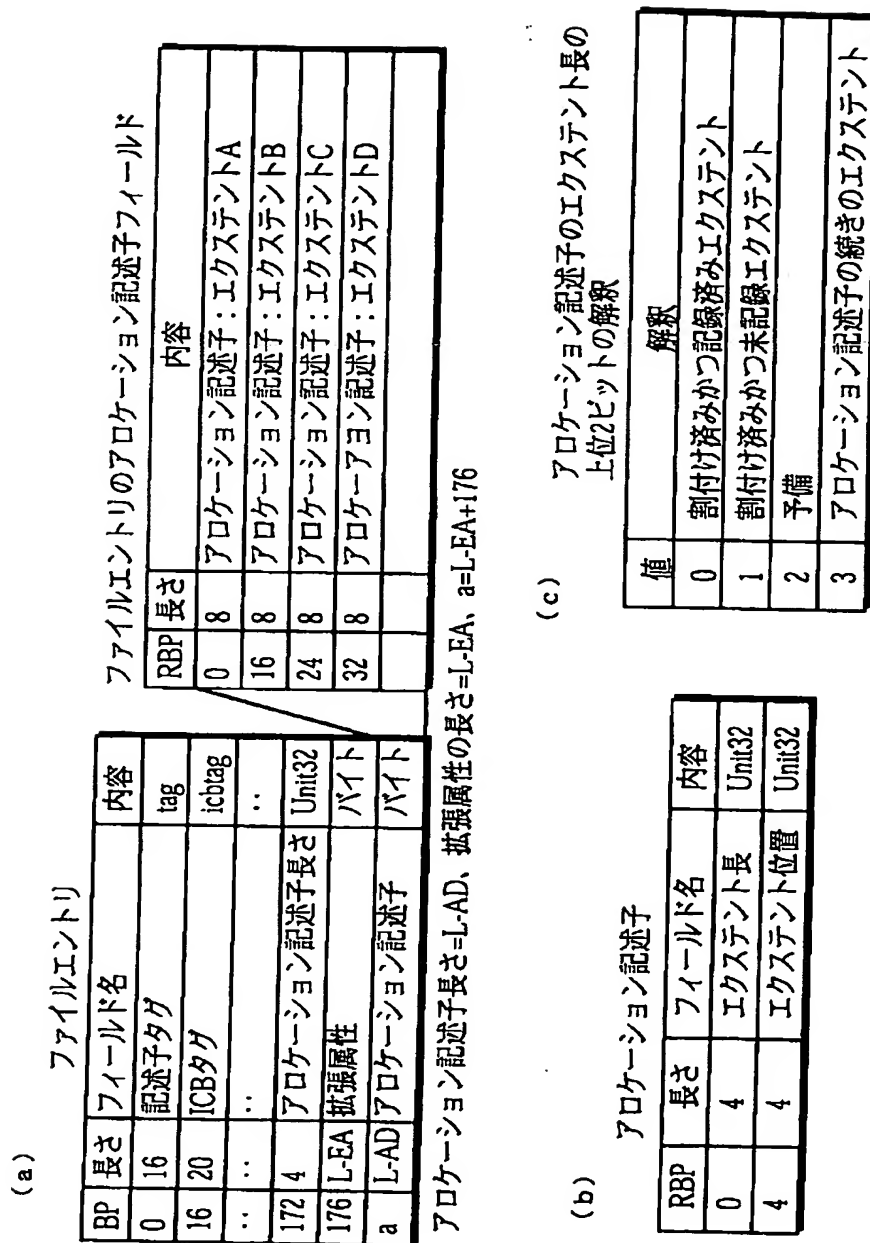 (a)
ファイルエントリ
BP 長さ フィールド名 内容
0 16 記述子タグ tag
16 20 ICBタグ icbtag
: : : : : : : :
172 4 アロケーション記述子長さ Unit32
176 L-EA 拡張属性 バイト
a L-AD アロケーション記述子 バイト
アロケーション記述子長さ=L-AD、拡張属性の長さ=L-EA、a=L-EA+176
ファイルエントリのアロケーション記述子フィールド
RBP 長さ 内容
0 8 アロケーション記述子:エクステントA
16 8 アロケーション記述子:エクステントB
24 8 アロケーション記述子:エクステントC
32 8 アロケーアヨン記述子:エクステントD
(b)
アロケーション記述子
RBP 長さ フィールド名 内容
0 4 エクステント長 Unit32
4 4 エクステント位置 Unit32
(c)
アロケーション記述子のエクステント長の
上位2ビットの解釈
値 解釈
0 割付け済みかつ記録済みエクステント
1 割付け済みかつ未記録エクステント
2 予備
3 アロケーション記述子の続きのエクステント